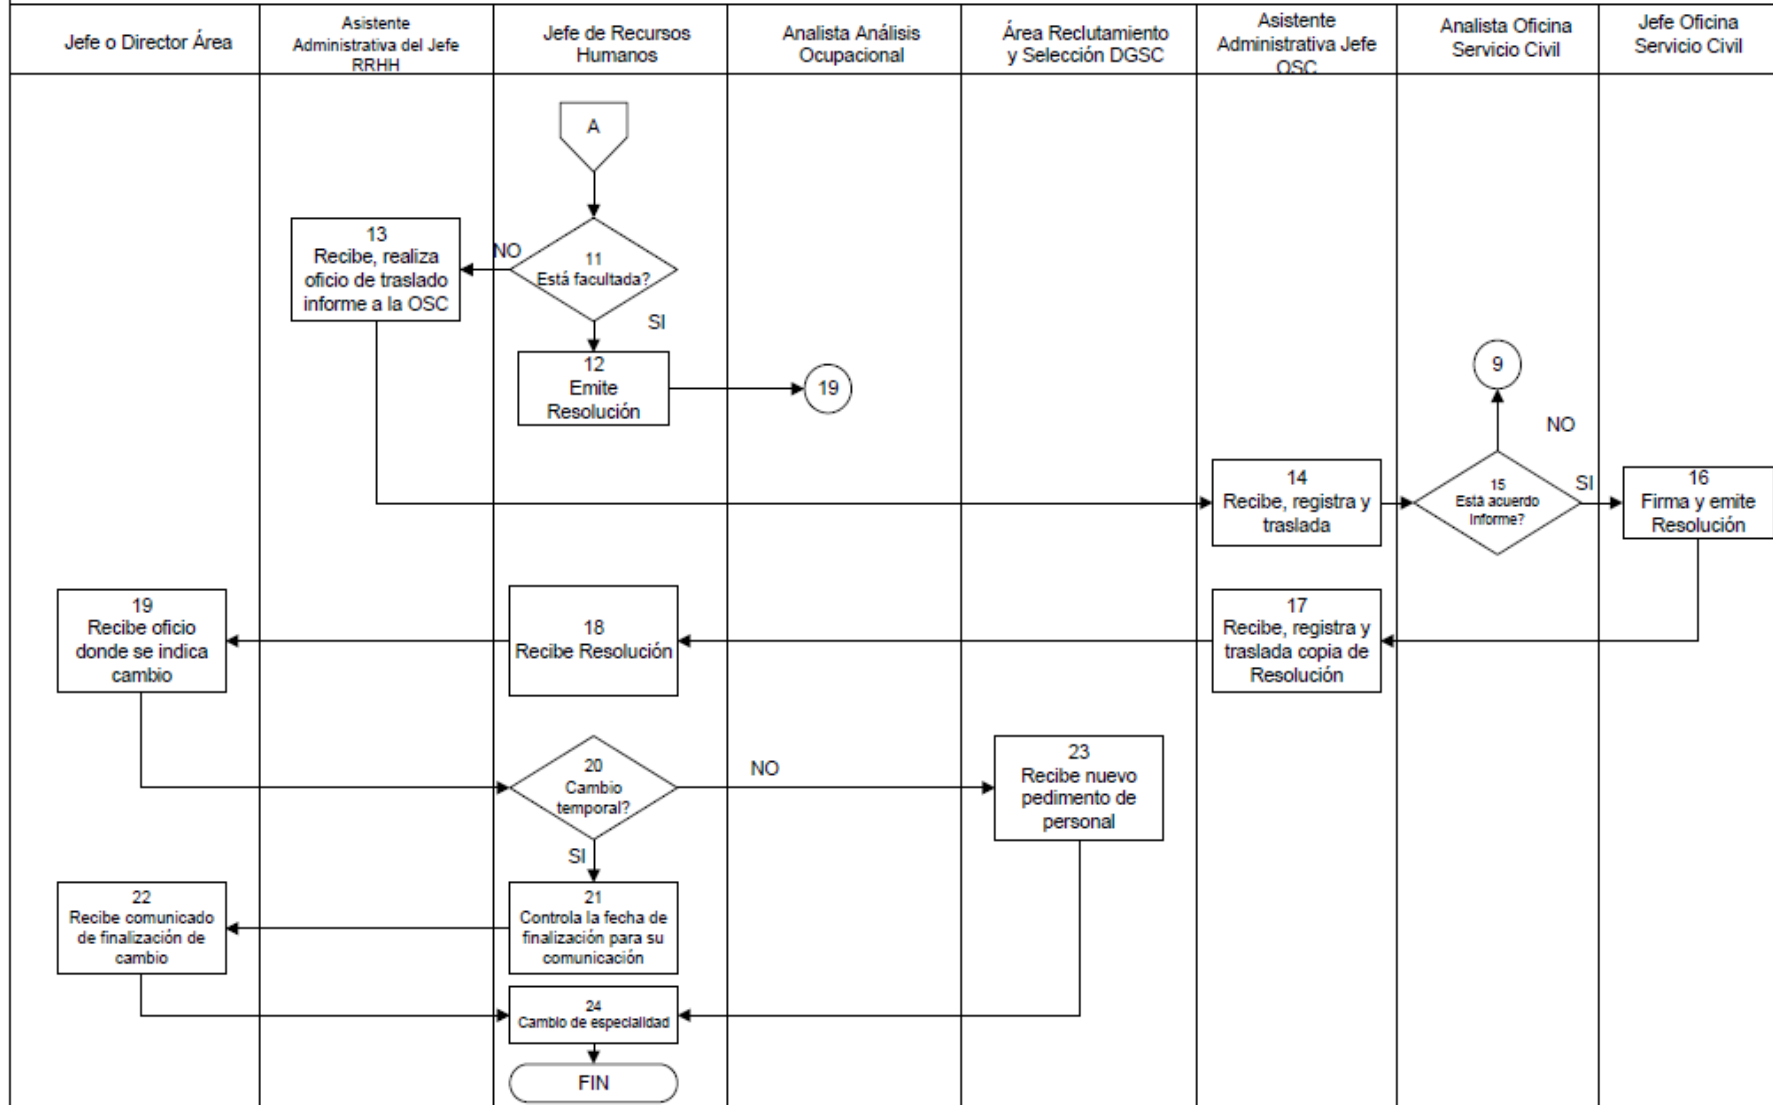 Jefe o Director Área
Asistente
Administrativa del Jefe
RRHH
Jefe de Recursos
Humanos
Analista Análisis
Ocupacional
Área Reclutamiento
y Selección DGSC
Asistente
Administrativa Jefe
OSC
Analista Oficina
Servicio Civil
Jefe Oficina
Servicio Civil
A
13
Recibe, realiza
oficio de traslado
informe a la OSC
NO
11
Está facultada?
SI
12
Emite
Resolución
19
9
NO
14
Recibe, registra y
traslada
15
Está acuerdo
informe?
SI
16
Firma y emite
Resolución
19
Recibe oficio
donde se indica
cambio
18
Recibe Resolución
17
Recibe, registra y
traslada copia de
Resolución
20
Cambio
temporal?
NO
23
Recibe nuevo
pedimento de
personal
SI
22
Recibe comunicado
de finalización de
cambio
21
Controla la fecha de
finalización para su
comunicación
24
Cambio de especialidad
FIN